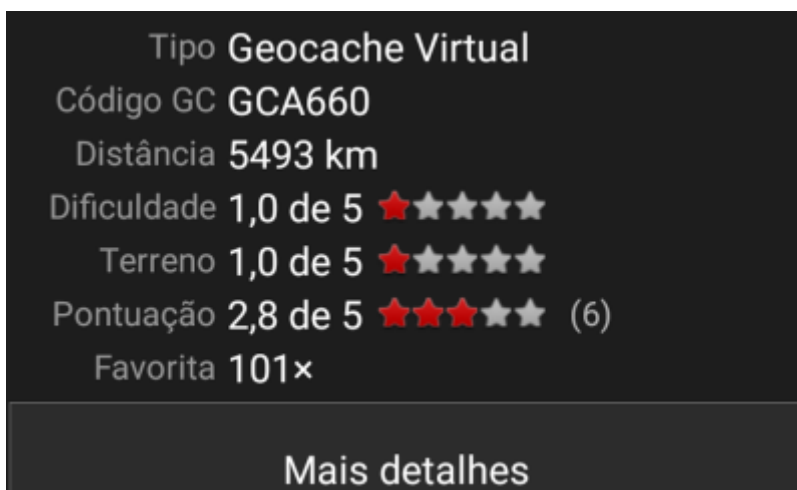 Tipo Geocache Virtual
Código GC GCA660
Distância 5493 km
Dificuldade 1,0 de 5
Terreno 1,0 de 5
Pontuação 2,8 de 5 (6)
Favorita 101×
Mais detalhes